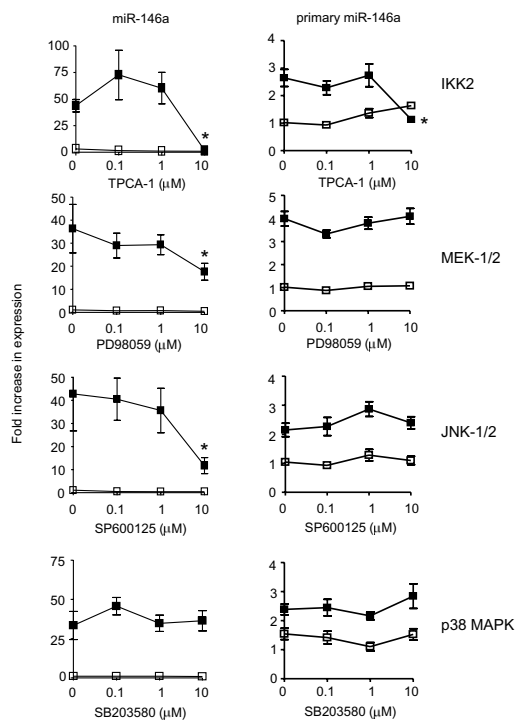 miR-146a
primary miR-146a
Fold increase in expression
100
75
50
25
0
0 0.1 1 10
*
TPCA-1 (μM)
4
3
2
1
0
0 0.1 1 10
*
TPCA-1 (μM)
IKK2
50
40
30
20
10
0
0 0.1 1 10
*
PD98059 (μM)
5
4
3
2
1
0
0 0.1 1 10
PD98059 (μM)
MEK-1/2
50
40
30
20
10
0
0 0.1 1 10
*
SP600125 (μM)
4
3
2
1
0
0 0.1 1 10
SP600125 (μM)
JNK-1/2
75
50
25
0
0 0.1 1 10
SB203580 (μM)
4
3
2
1
0
0 0.1 1 10
SB203580 (μM)
p38 MAPK